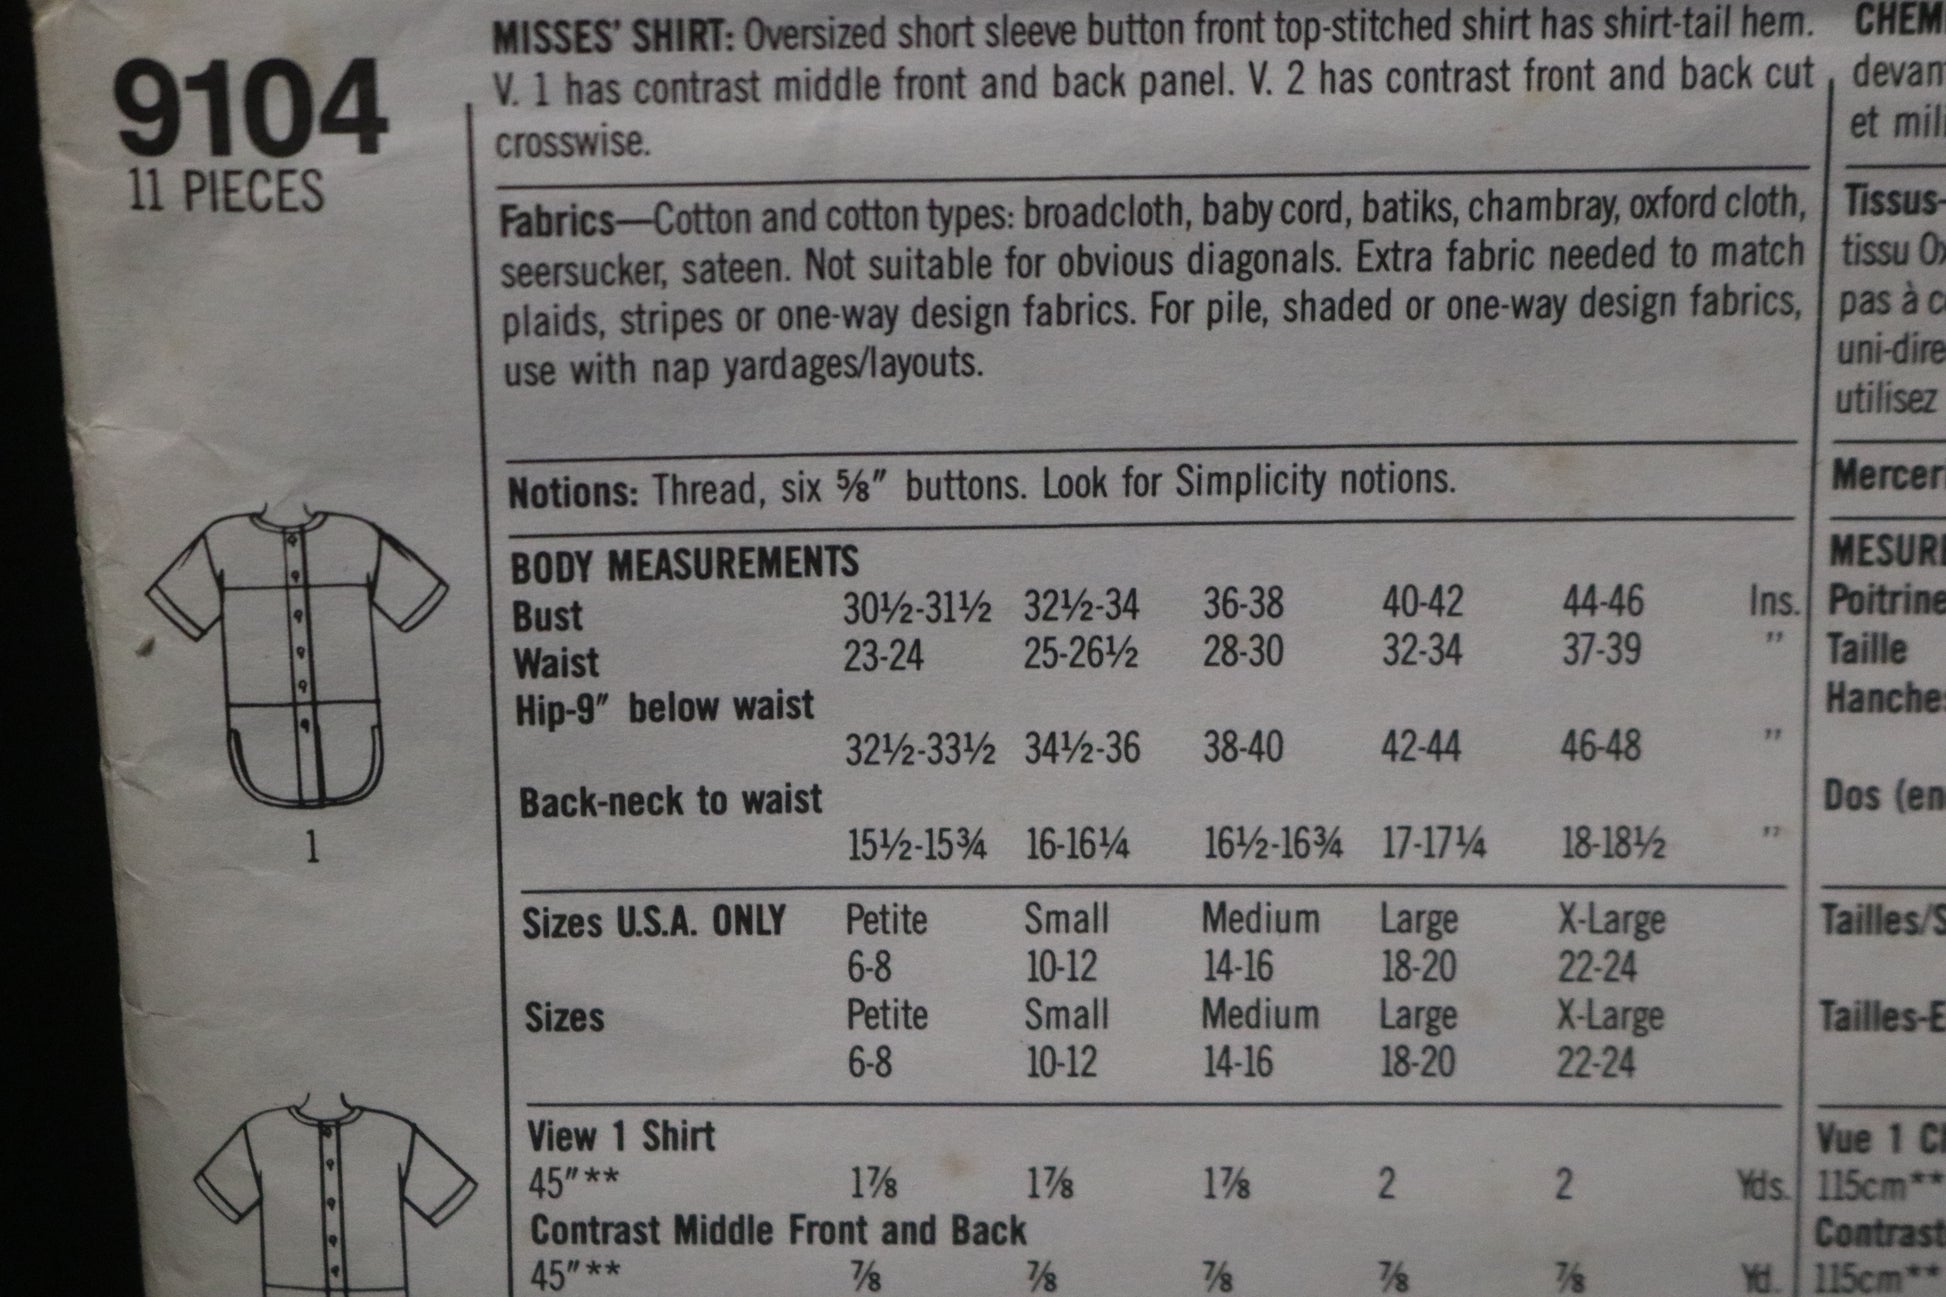 9104
11 PIECES
1
MISSES' SHIRT: Oversized short sleeve button front top-stitched shirt has shirt-tail hem.
V. 1 has contrast middle front and back panel. V. 2 has contrast front and back cut
crosswise.
Fabrics—Cotton and cotton types: broadcloth, baby cord, batiks, chambray, oxford cloth,
seersucker, sateen. Not suitable for obvious diagonals. Extra fabric needed to match
plaids, stripes or one-way design fabrics. For pile, shaded or one-way design fabrics,
use with nap yardages/layouts.
Notions: Thread, six ⅝″ buttons. Look for Simplicity notions.
BODY MEASUREMENTS
Bust 30½-31½ 32½-34 36-38 40-42 44-46 Ins.
Waist 23-24 25-26½ 28-30 32-34 37-39 ″
Hip-9″ below waist
32½-33½ 34½-36 38-40 42-44 46-48 ″
Back-neck to waist
15½-15¾ 16-16¼ 16½-16¾ 17-17¼ 18-18½ ″
Sizes U.S.A. ONLY Petite Small Medium Large X-Large
6-8 10-12 14-16 18-20 22-24
Sizes Petite Small Medium Large X-Large
6-8 10-12 14-16 18-20 22-24
View 1 Shirt
45″** 1⅞ 1⅞ 1⅞ 2 2 Yds.
Contrast Middle Front and Back
45″** ⅞ ⅞ ⅞ ⅞ ⅞ Yd.
CHEM
devan
et mili
Tissus-
tissu Ox
pas à c
uni-dire
utilisez
Mercer
MESUR
Poitrine
Taille
Hanches
Dos (en
Tailles/S
Tailles-E
Vue 1 C
115cm**
Contrast
115cm**